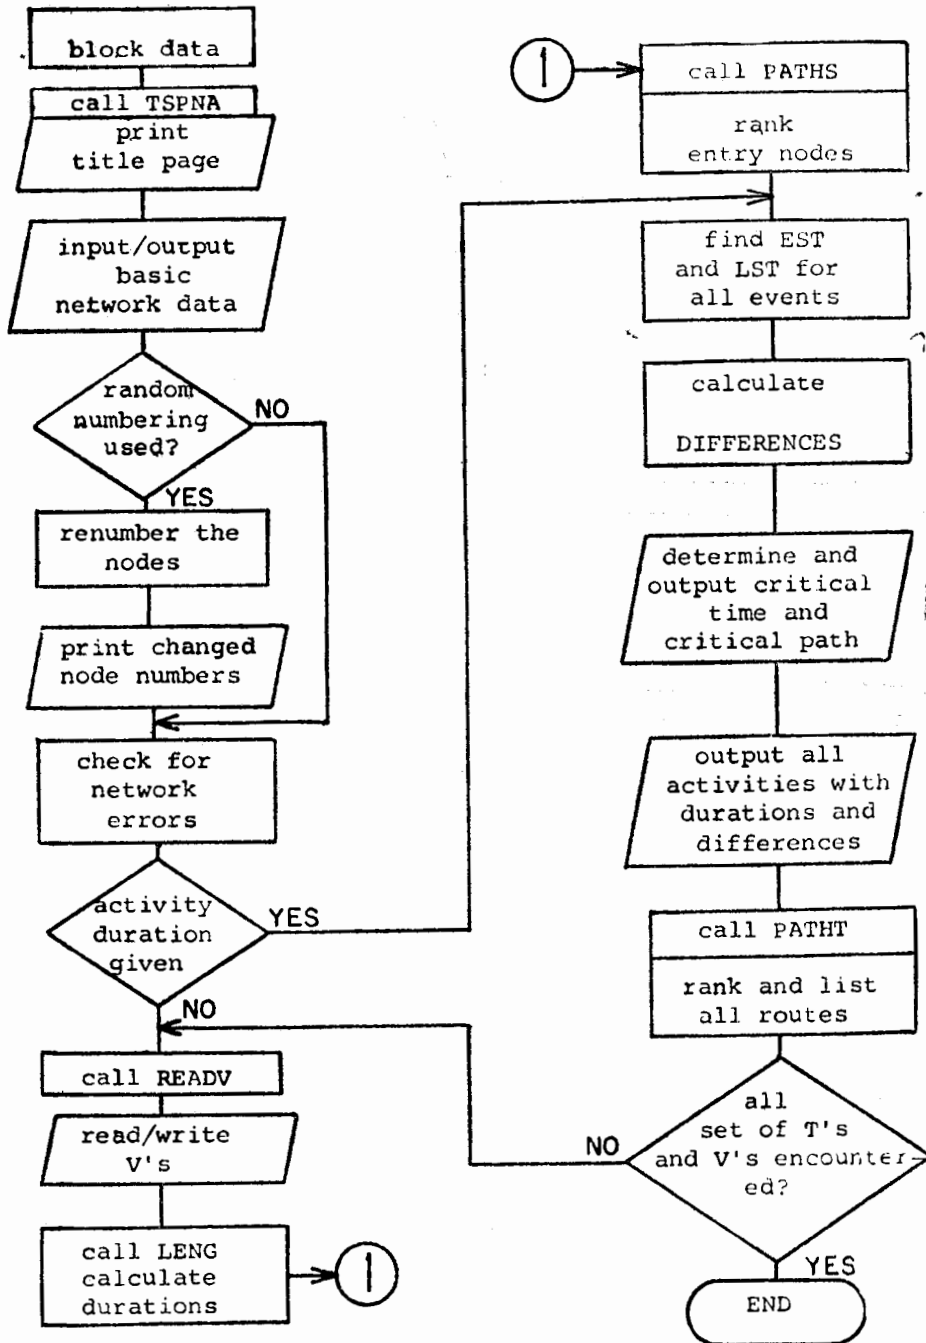 block data
call TSPNA
print
title page
input/output
basic
network data
random
numbering
used?
NO
YES
renumber the
nodes
print changed
node numbers
check for
network
errors
activity
duration
given
YES
NO
call READV
read/write
V's
call LENG
calculate
durations
1
1
call PATHS
rank
entry nodes
find EST
and LST for
all events
calculate
DIFFERENCES
determine and
output critical
time and
critical path
output all
activities with
durations and
differences
call PATHT
rank and list
all routes
all
set of T's
and V's encounter-
ed?
NO
YES
END